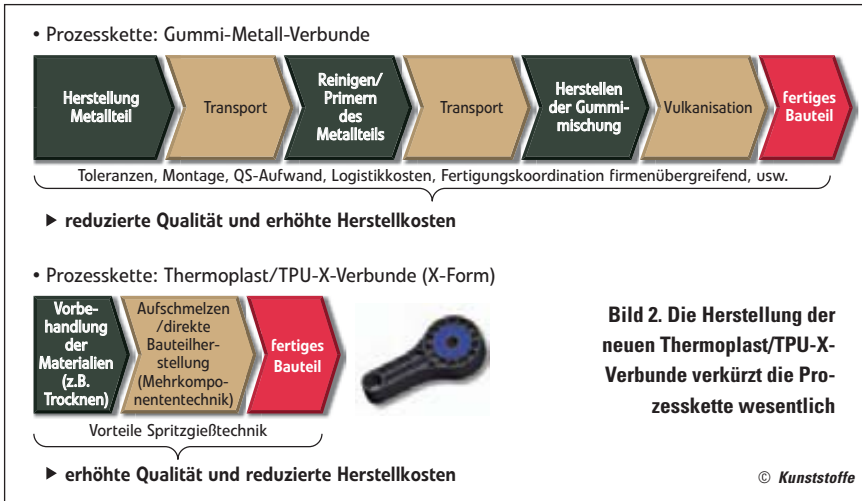 • Prozesskette: Gummi-Metall-Verbunde
Herstellung
Metallteil
Transport
Reinigen/
Primern
des
Metallteils
Transport
Herstellen
der Gummi-
mischung
Vulkanisation
fertiges
Bauteil
Toleranzen, Montage, QS-Aufwand, Logistikkosten, Fertigungskoordination firmenübergreifend, usw.
▶ reduzierte Qualität und erhöhte Herstellkosten
• Prozesskette: Thermoplast/TPU-X-Verbunde (X-Form)
Vorbe-
handlung
der
Materialien
(z.B.
Trocknen)
Aufschmelzen
/direkte
Bauteilher-
stellung
(Mehrkompo-
nententechnik)
fertiges
Bauteil
Vorteile Spritzgießtechnik
▶ erhöhte Qualität und reduzierte Herstellkosten
Bild 2. Die Herstellung der
neuen Thermoplast/TPU-X-
Verbunde verkürzt die Pro-
zesskette wesentlich
© Kunststoffe